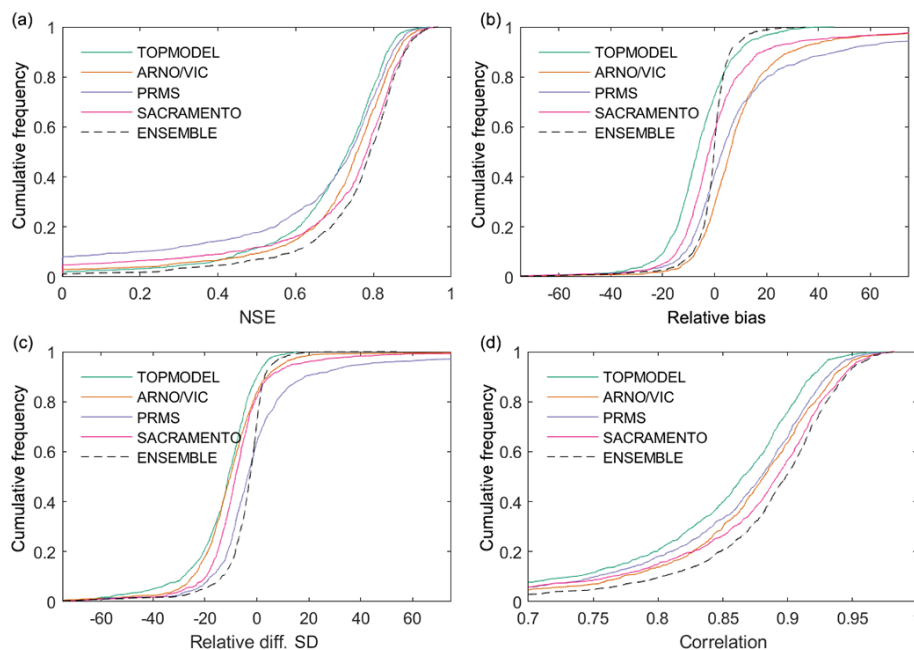 (a)
Cumulative frequency
1
0.8
0.6
0.4
0.2
0
TOPMODEL
ARNO/VIC
PRMS
SACRAMENTO
ENSEMBLE
0 0.2 0.4 0.6 0.8 1
NSE
(b)
Cumulative frequency
1
0.8
0.6
0.4
0.2
0
TOPMODEL
ARNO/VIC
PRMS
SACRAMENTO
ENSEMBLE
-60 -40 -20 0 20 40 60
Relative bias
(c)
Cumulative frequency
1
0.8
0.6
0.4
0.2
0
TOPMODEL
ARNO/VIC
PRMS
SACRAMENTO
ENSEMBLE
-60 -40 -20 0 20 40 60
Relative diff. SD
(d)
Cumulative frequency
1
0.8
0.6
0.4
0.2
0
TOPMODEL
ARNO/VIC
PRMS
SACRAMENTO
ENSEMBLE
0.7 0.75 0.8 0.85 0.9 0.95
Correlation